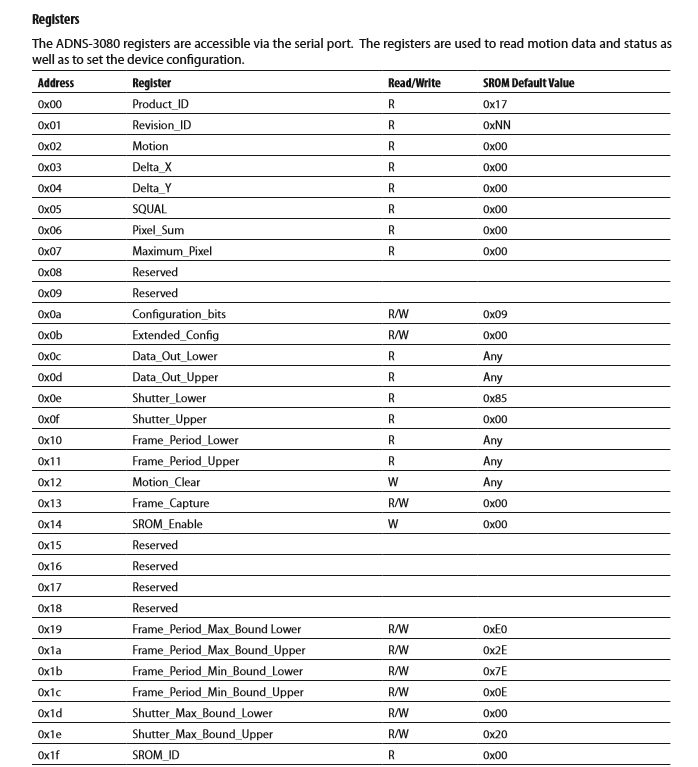 Registers
The ADNS-3080 registers are accessible via the serial port. The registers are used to read motion data and status as
well as to set the device configuration.
Address Register Read/Write SROM Default Value
0x00 Product_ID R 0x17
0x01 Revision_ID R 0xNN
0x02 Motion R 0x00
0x03 Delta_X R 0x00
0x04 Delta_Y R 0x00
0x05 SQUAL R 0x00
0x06 Pixel_Sum R 0x00
0x07 Maximum_Pixel R 0x00
0x08 Reserved
0x09 Reserved
0x0a Configuration_bits R/W 0x09
0x0b Extended_Config R/W 0x00
0x0c Data_Out_Lower R Any
0x0d Data_Out_Upper R Any
0x0e Shutter_Lower R 0x85
0x0f Shutter_Upper R 0x00
0x10 Frame_Period_Lower R Any
0x11 Frame_Period_Upper R Any
0x12 Motion_Clear W Any
0x13 Frame_Capture R/W 0x00
0x14 SROM_Enable W 0x00
0x15 Reserved
0x16 Reserved
0x17 Reserved
0x18 Reserved
0x19 Frame_Period_Max_Bound Lower R/W 0xE0
0x1a Frame_Period_Max_Bound_Upper R/W 0x2E
0x1b Frame_Period_Min_Bound_Lower R/W 0x7E
0x1c Frame_Period_Min_Bound_Upper R/W 0x0E
0x1d Shutter_Max_Bound_Lower R/W 0x00
0x1e Shutter_Max_Bound_Upper R/W 0x20
0x1f SROM_ID R 0x00